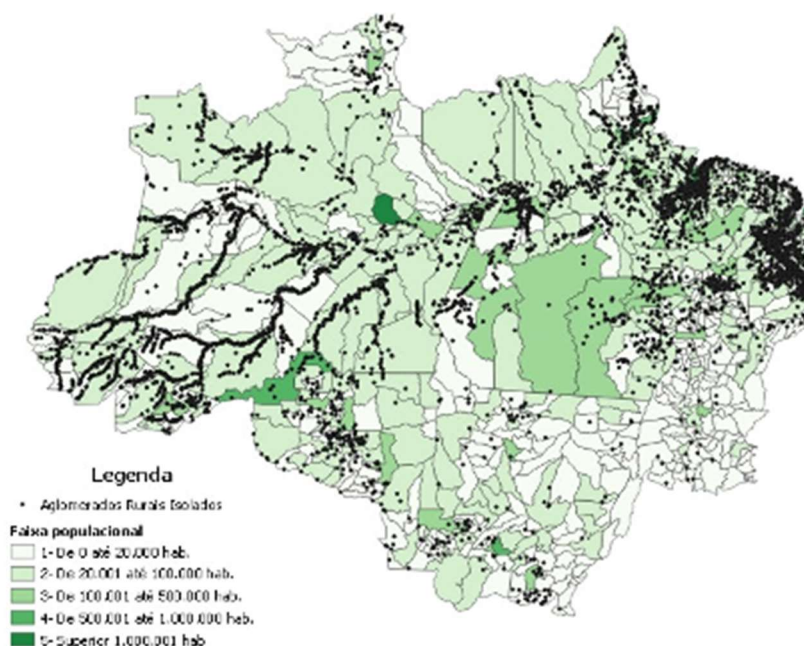 Legenda
Aglomerados Rurais Isolados
Faixa populacional
1- De 0 até 20.000 hab.
2- De 20.001 até 100.000 hab.
3- De 100.001 até 500.000 hab.
4- De 500.001 até 1.000.000 hab.
5- Superior 1.000.001 hab